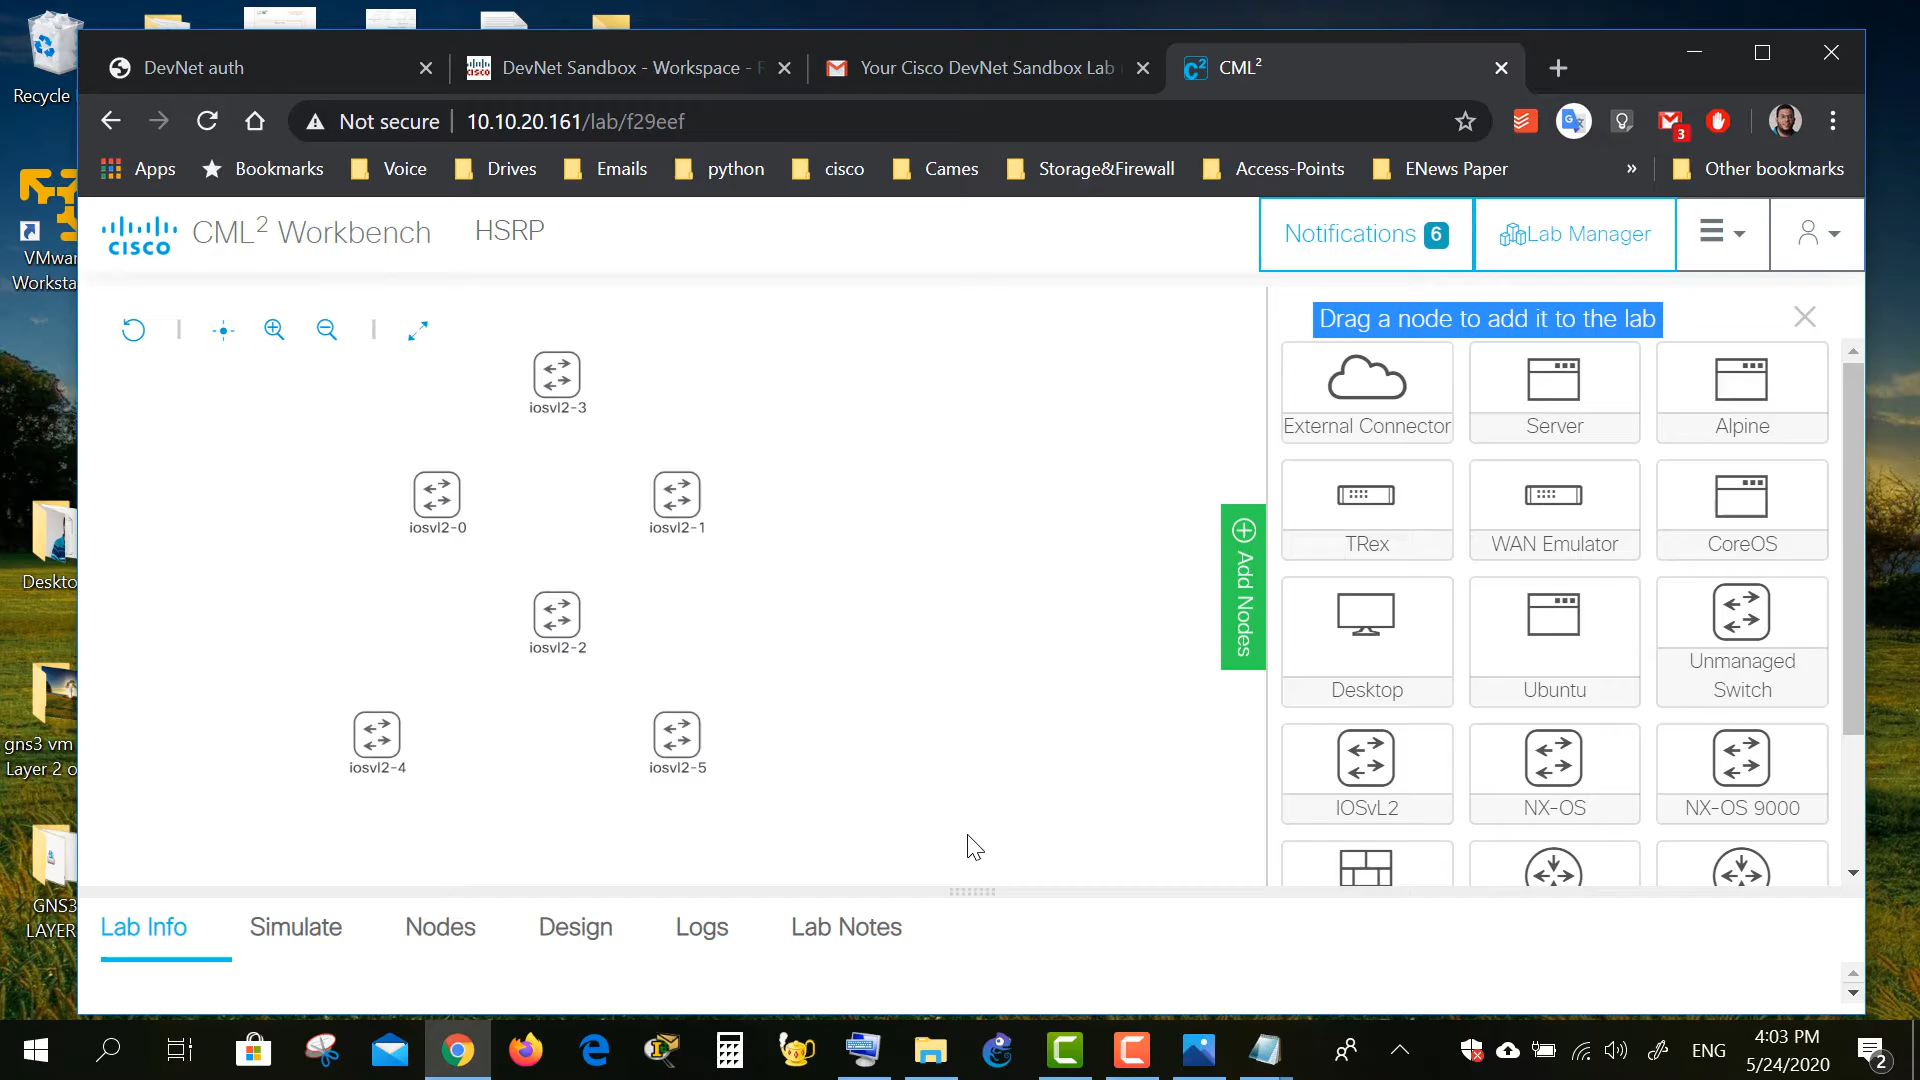 DevNet auth
DevNet Sandbox - Workspace -
Your Cisco DevNet Sandbox Lab
CML²
Recycle
Not secure
10.10.20.161/lab/f29eef
3
Apps
Bookmarks
Voice
Drives
Emails
python
cisco
Cames
Storage&Firewall
Access-Points
ENews Paper
»
Other bookmarks
CISCO
CML² Workbench
HSRP
Notifications 6
Lab Manager
VMwar
Worksta
Drag a node to add it to the lab
iosvl2-3
External Connector
Server
Alpine
iosvl2-0
iosvl2-1
TRex
WAN Emulator
CoreOS
Add Nodes
Deskto
iosvl2-2
Desktop
Ubuntu
Unmanaged
Switch
gns3 vm
Layer 2 o
iosvl2-4
iosvl2-5
IOSvL2
NX-OS
NX-OS 9000
GNS3
LAYER
Lab Info
Simulate
Nodes
Design
Logs
Lab Notes
ENG
4:03 PM
5/24/2020
2